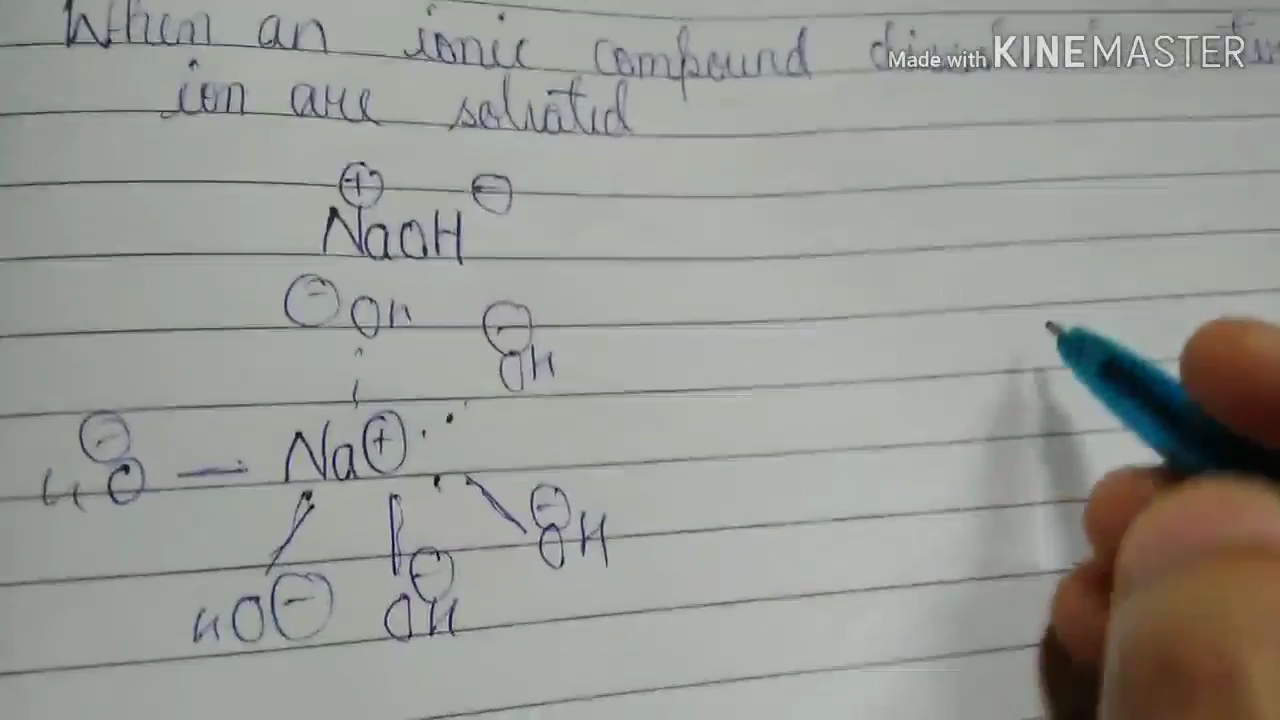 When an ionic compound
Made with KINEMASTER
ion are solvated
⊕ ⊖
NaOH
⊖ OH ⊖
OH
⊖
HO — Na⊕
⊖
OH
HO⊖ ⊖
OH